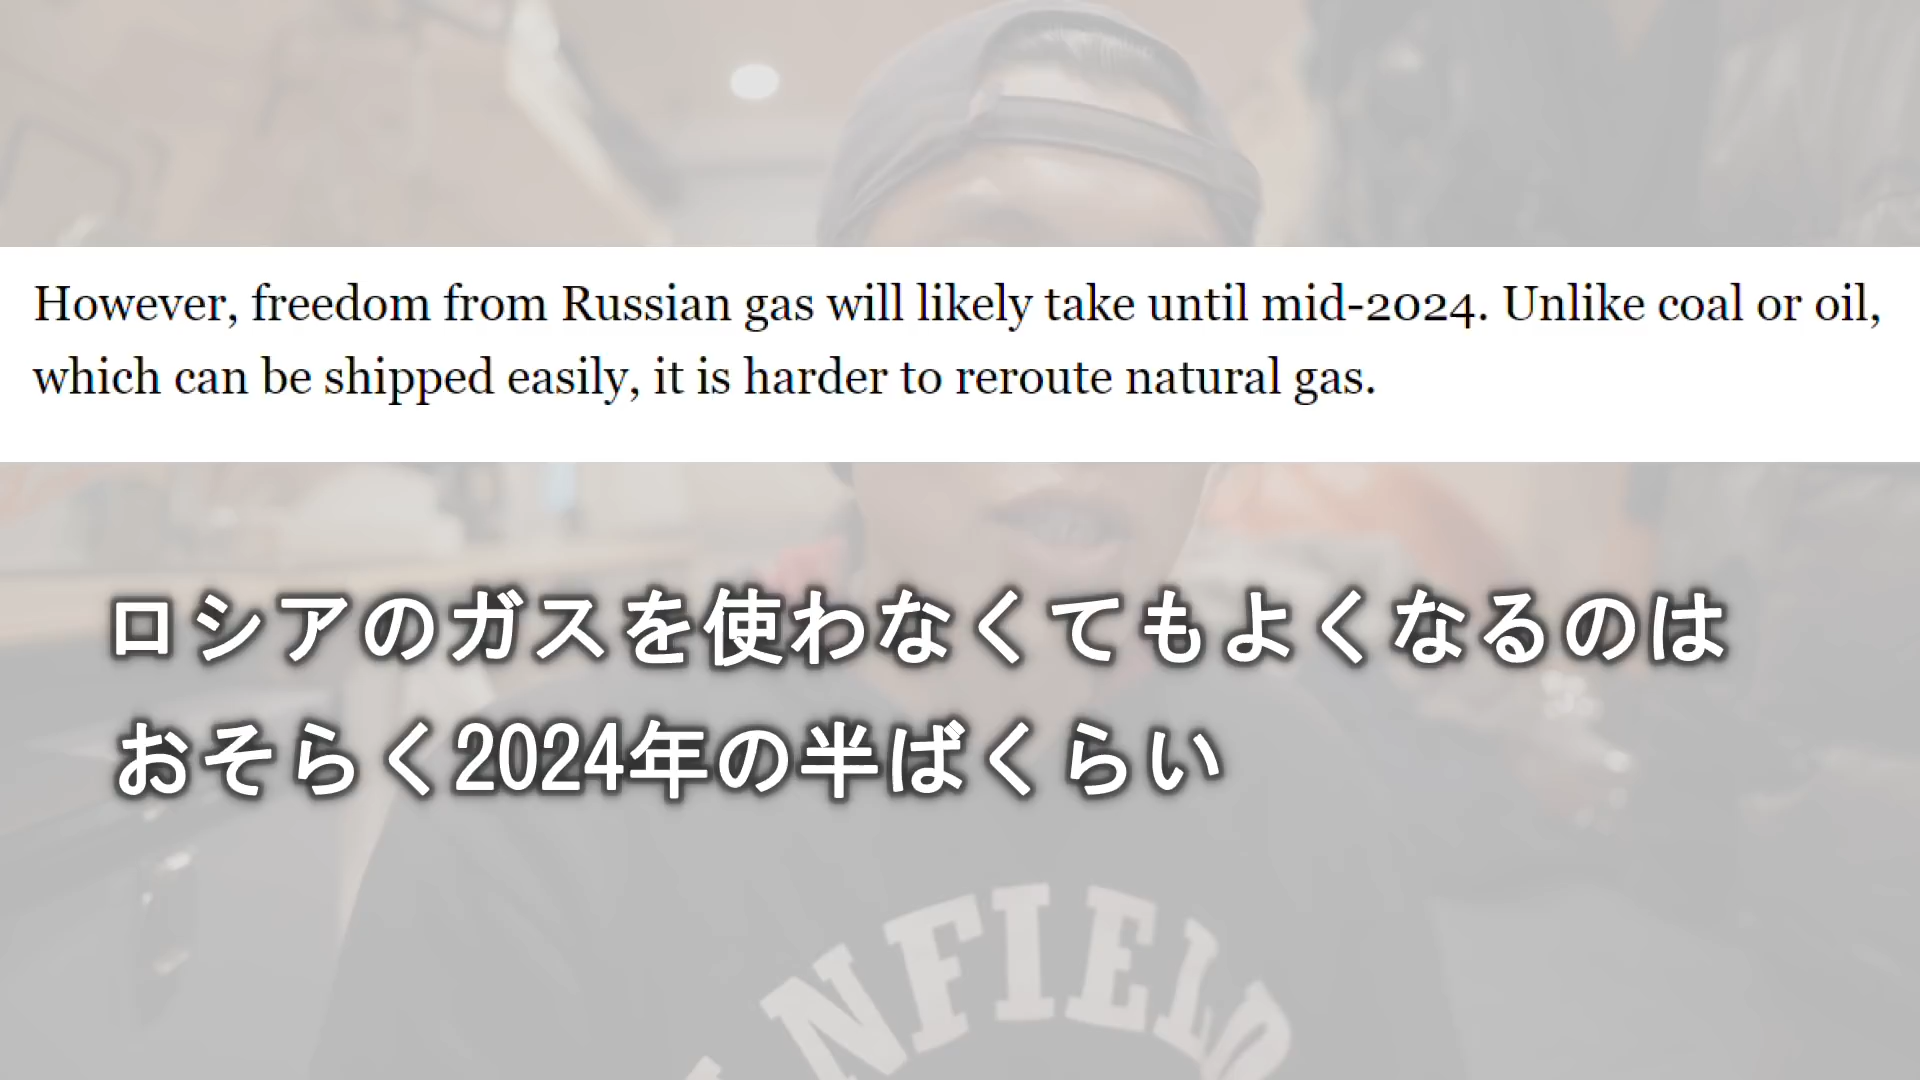 However, freedom from Russian gas will likely take until mid-2024. Unlike coal or oil,
which can be shipped easily, it is harder to reroute natural gas.
ロシアのガスを使わなくてもよくなるのは
おそらく2024年の半ばくらい
NFIELD